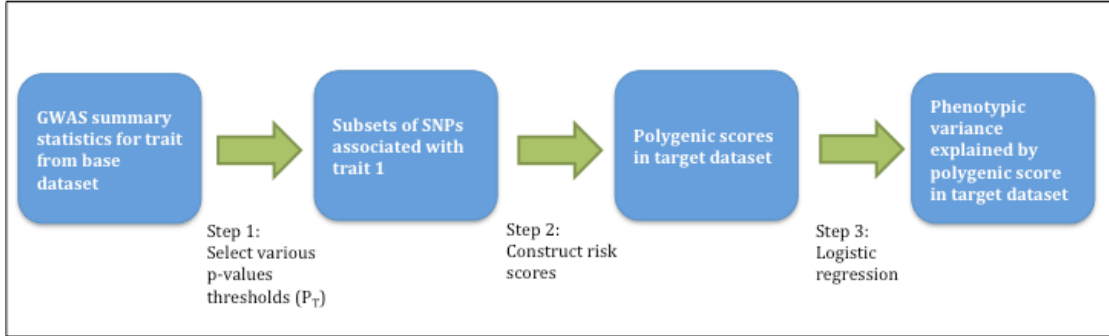 GWAS summary
statistics for trait
from base
dataset
Subsets of SNPs
associated with
trait 1
Polygenic scores
in target dataset
Phenotypic
variance
explained by
polygenic score
in target dataset
Step 1:
Select various
p-values
thresholds (P_T)
Step 2:
Construct risk
scores
Step 3:
Logistic
regression